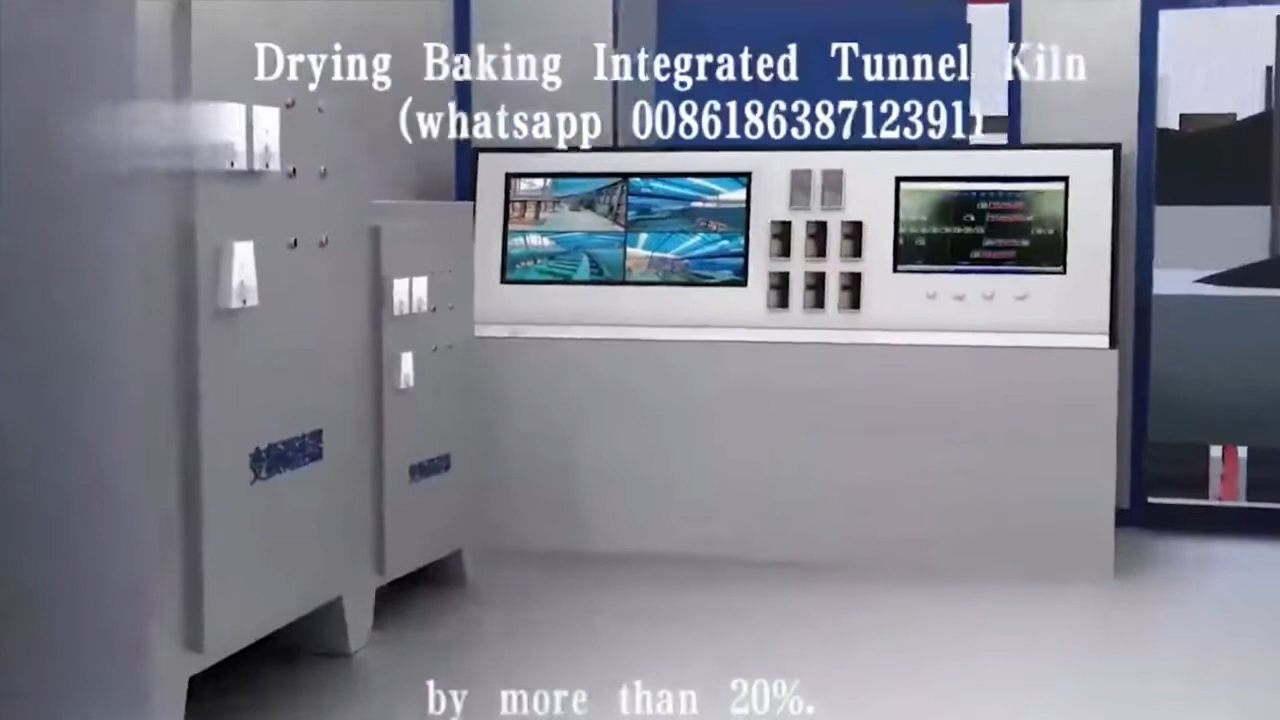 Drying Baking Integrated Tunnel Kiln
(whatsapp 008618638712391)
by more than 20%.